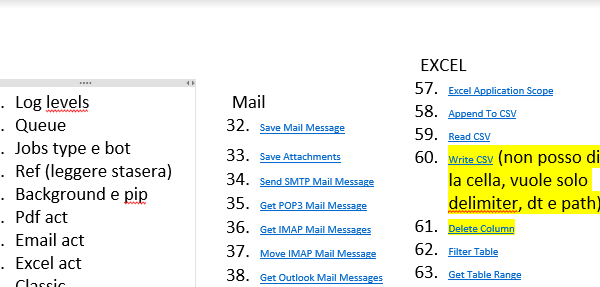 . Log levels
. Queue
. Jobs type e bot
. Ref (leggere stasera)
. Background e pip
. Pdf act
. Email act
. Excel act
. Classic
Mail
32. Save Mail Message
33. Save Attachments
34. Send SMTP Mail Message
35. Get POP3 Mail Message
36. Get IMAP Mail Messages
37. Move IMAP Mail Message
38. Get Outlook Mail Messages
EXCEL
57. Excel Application Scope
58. Append To CSV
59. Read CSV
60. Write CSV (non posso di
la cella, vuole solo
delimiter, dt e path)
61. Delete Column
62. Filter Table
63. Get Table Range